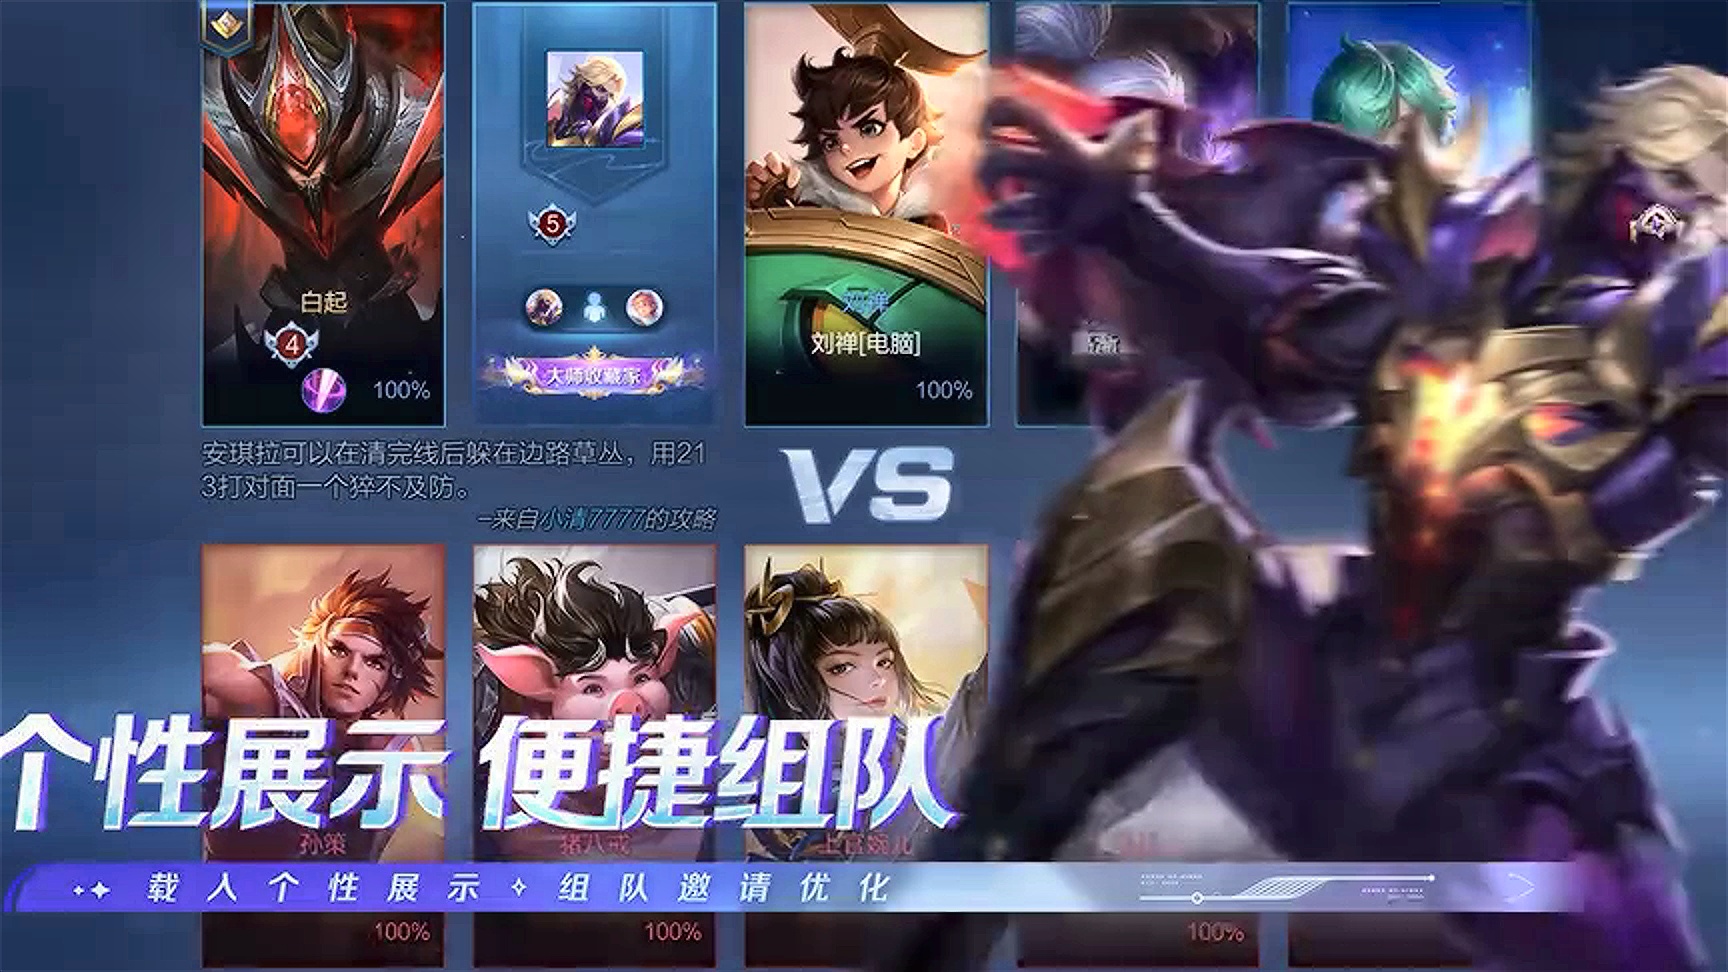 白起
4
100%
5
大师收藏家
刘禅
刘禅[电脑]
100%
安琪拉可以在清完线后躲在边路草丛，用21
3打对面一个猝不及防。
—来自小清7777的攻略
VS
个性展示 便捷组队
孙策
猪八戒
上官婉儿
载入个性展示 组队邀请优化
100%
100%
100%